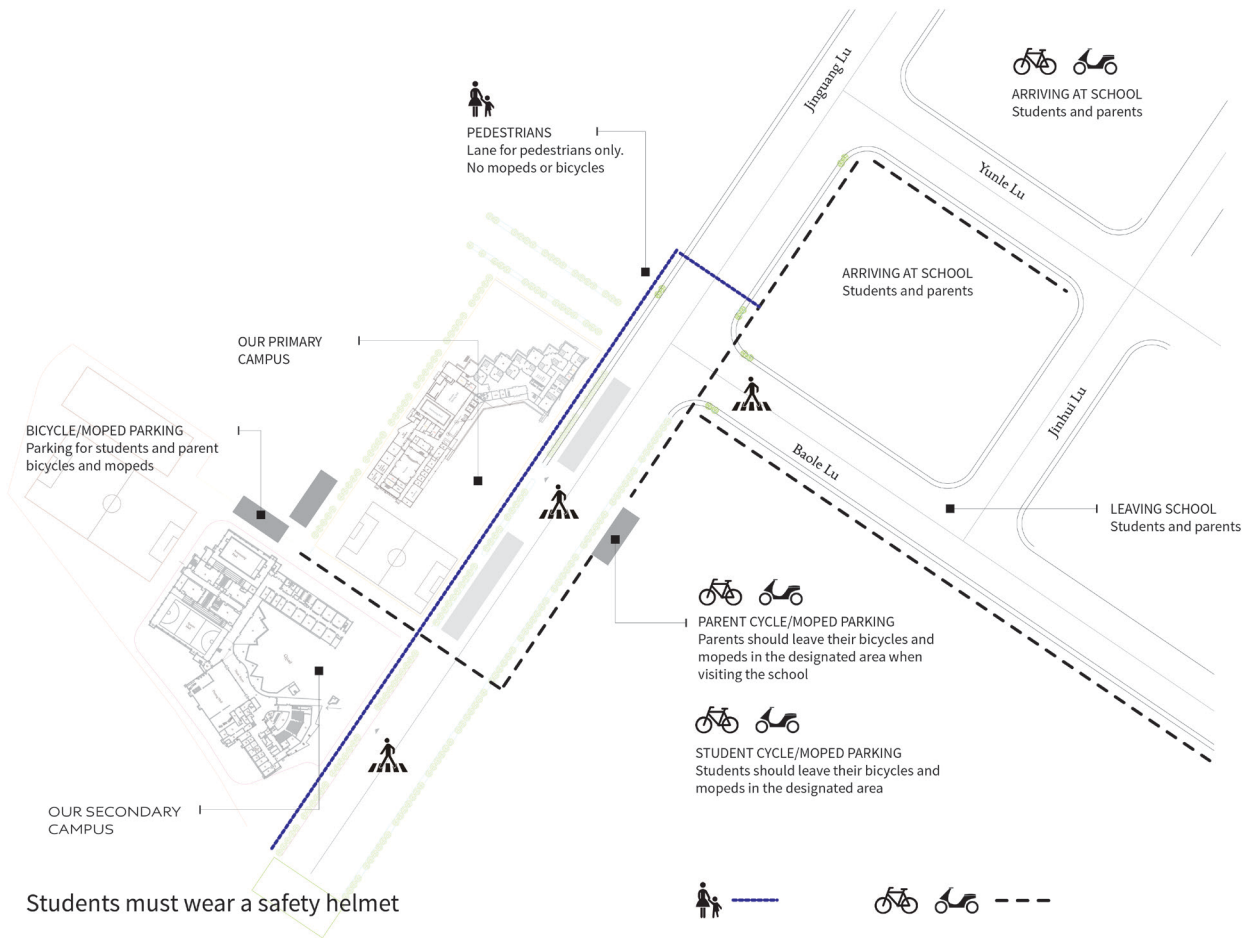 Jinguang Lu
ARRIVING AT SCHOOL
Students and parents
PEDESTRIANS
Lane for pedestrians only.
No mopeds or bicycles
Yunle Lu
ARRIVING AT SCHOOL
Students and parents
OUR PRIMARY
CAMPUS
BICYCLE/MOPED PARKING
Parking for students and parent
bicycles and mopeds
Jinhui Lu
Baole Lu
LEAVING SCHOOL
Students and parents
PARENT CYCLE/MOPED PARKING
Parents should leave their bicycles and
mopeds in the designated area when
visiting the school
STUDENT CYCLE/MOPED PARKING
Students should leave their bicycles and
mopeds in the designated area
OUR SECONDARY
CAMPUS
Students must wear a safety helmet